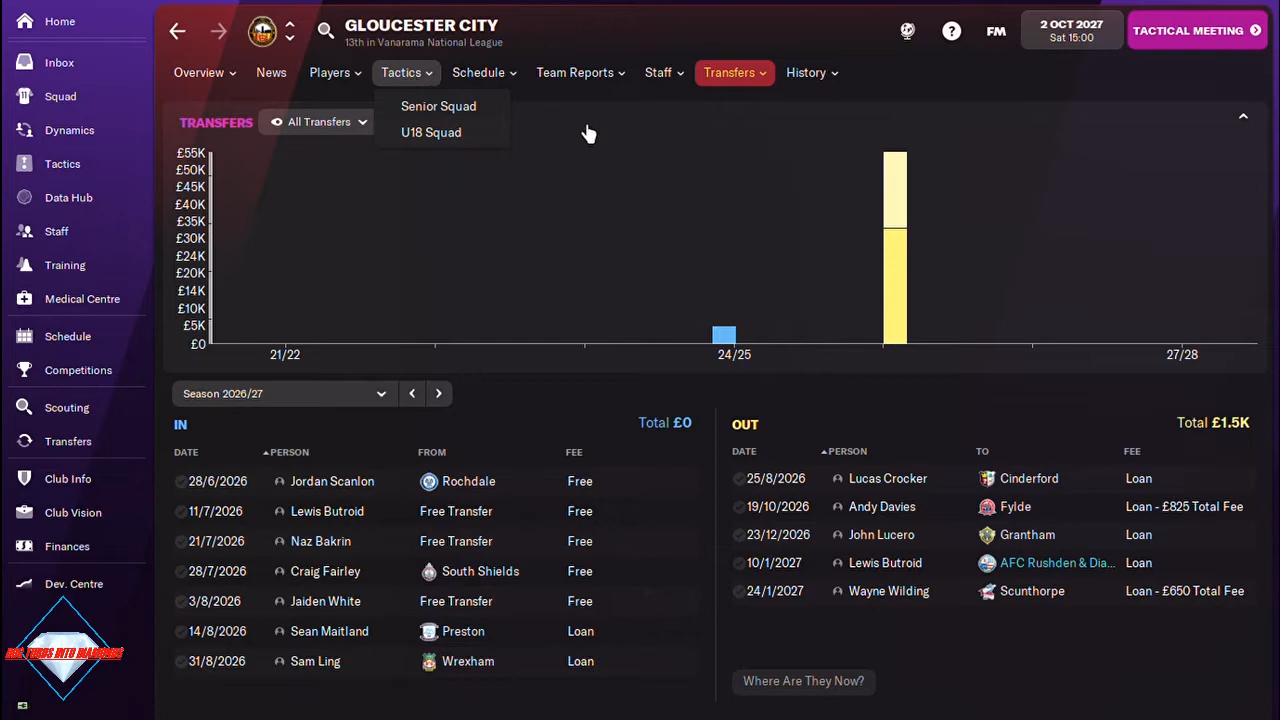 Home
Inbox
Squad
Dynamics
Tactics
Data Hub
Staff
Training
Medical Centre
Schedule
Competitions
Scouting
Transfers
Club Info
Club Vision
Finances
Dev. Centre
GLOUCESTER CITY
13th in Vanarama National League
? FM
2 OCT 2027
Sat 15:00
TACTICAL MEETING
Overview News Players Tactics Schedule Team Reports Staff Transfers History
Senior Squad
U18 Squad
TRANSFERS All Transfers
£55K
£50K
£45K
£40K
£35K
£30K
£24K
£20K
£14K
£10K
£5K
£0
21/22 24/25 27/28
Season 2026/27
IN Total £0
DATE PERSON FROM FEE
28/6/2026 Jordan Scanlon Rochdale Free
11/7/2026 Lewis Butroid Free Transfer Free
21/7/2026 Naz Bakrin Free Transfer Free
28/7/2026 Craig Fairley South Shields Free
3/8/2026 Jaiden White Free Transfer Free
14/8/2026 Sean Maitland Preston Loan
31/8/2026 Sam Ling Wrexham Loan
OUT Total £1.5K
DATE PERSON TO FEE
25/8/2026 Lucas Crocker Cinderford Loan
19/10/2026 Andy Davies Fylde Loan - £825 Total Fee
23/12/2026 John Lucero Grantham Loan
10/1/2027 Lewis Butroid AFC Rushden & Dia... Loan
24/1/2027 Wayne Wilding Scunthorpe Loan - £650 Total Fee
Where Are They Now?